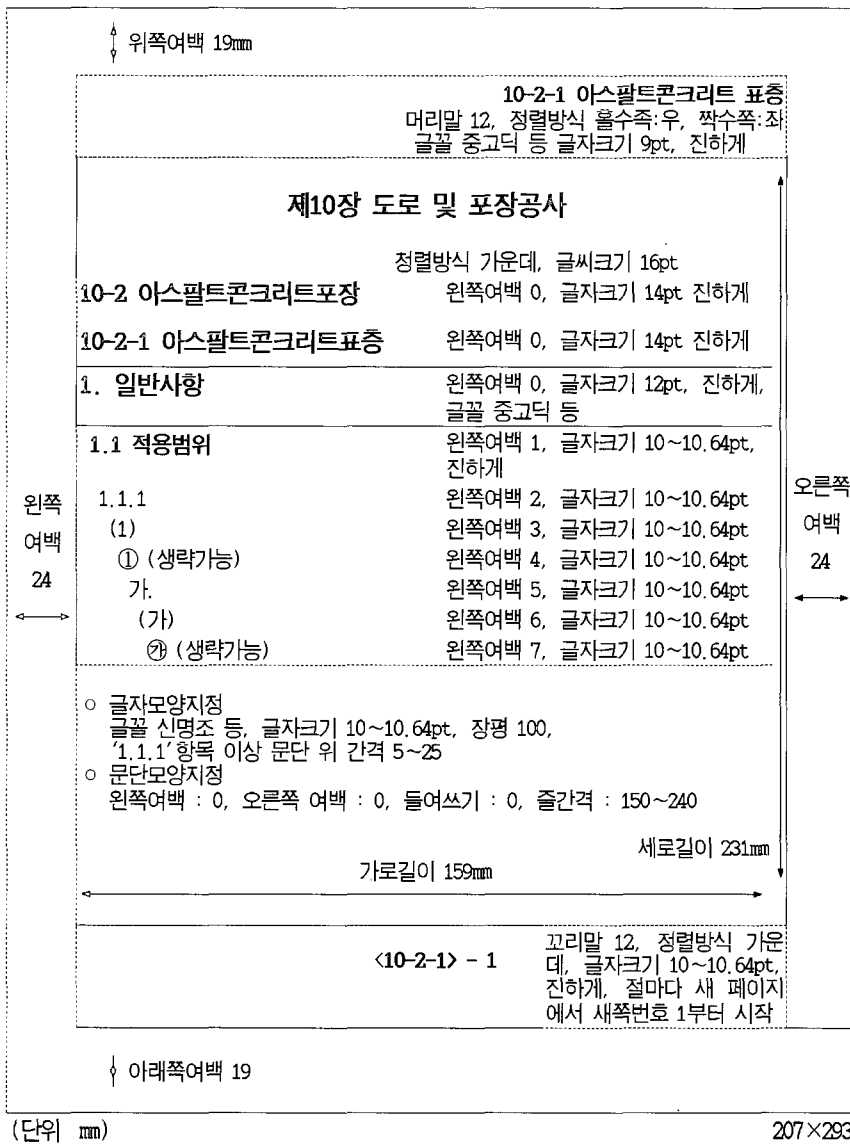 위쪽여백 19㎜
10-2-1 아스팔트콘크리트 표층
머리말 12, 정렬방식 홀수족:우, 짝수쪽:좌
글꼴 중고딕 등 글자크기 9pt, 진하게
제10장 도로 및 포장공사
정렬방식 가운데, 글씨크기 16pt
10-2 아스팔트콘크리트포장 왼쪽여백 0, 글자크기 14pt 진하게
10-2-1 아스팔트콘크리트표층 왼쪽여백 0, 글자크기 14pt 진하게
1. 일반사항 왼쪽여백 0, 글자크기 12pt, 진하게,
글꼴 중고딕 등
1.1 적용범위 왼쪽여백 1, 글자크기 10~10.64pt,
진하게
1.1.1 왼쪽여백 2, 글자크기 10~10.64pt
(1) 왼쪽여백 3, 글자크기 10~10.64pt
① (생략가능) 왼쪽여백 4, 글자크기 10~10.64pt
가. 왼쪽여백 5, 글자크기 10~10.64pt
(가) 왼쪽여백 6, 글자크기 10~10.64pt
㉮ (생략가능) 왼쪽여백 7, 글자크기 10~10.64pt
왼쪽
여백
24
오른쪽
여백
24
○ 글자모양지정
글꼴 신명조 등, 글자크기 10~10.64pt, 장평 100,
'1.1.1'항목 이상 문단 위 간격 5~25
○ 문단모양지정
왼쪽여백 : 0, 오른쪽 여백 : 0, 들여쓰기 : 0, 줄간격 : 150~240
세로길이 231㎜
가로길이 159㎜
<10-2-1> - 1
꼬리말 12, 정렬방식 가운
데, 글자크기 10~10.64pt,
진하게, 절마다 새 페이지
에서 새쪽번호 1부터 시작
아래쪽여백 19
(단위 ㎜) 207×293